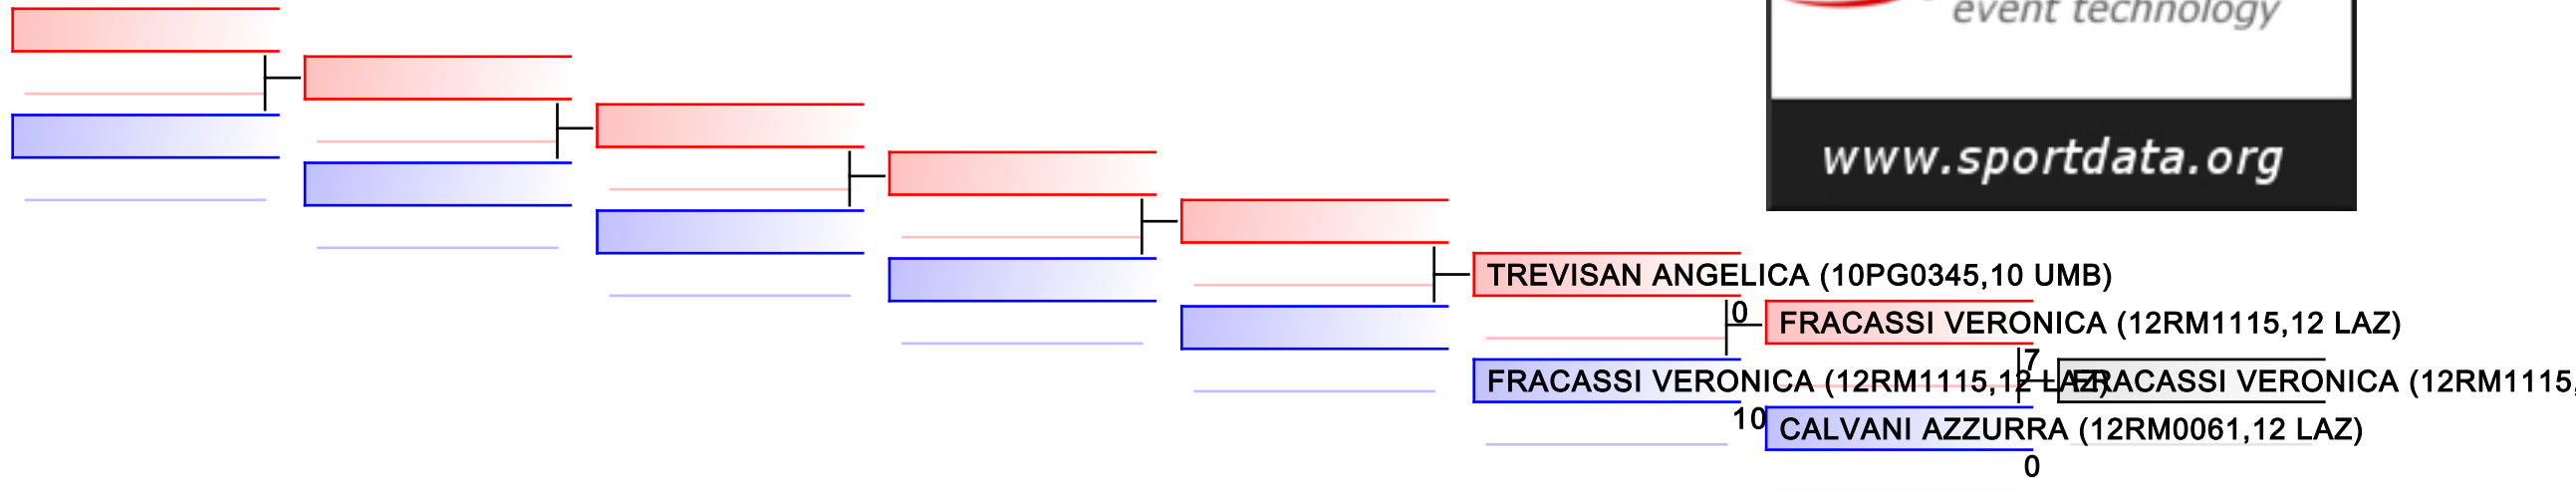 event technology
www.sportdata.org
TREVISAN ANGELICA (10PG0345,10 UMB)
0
FRACASSI VERONICA (12RM1115,12 LAZ)
7
FRACASSI VERONICA (12RM1115,12 LAZ)
FRACASSI VERONICA (12RM1115,
10
CALVANI AZZURRA (12RM0061,12 LAZ)
0